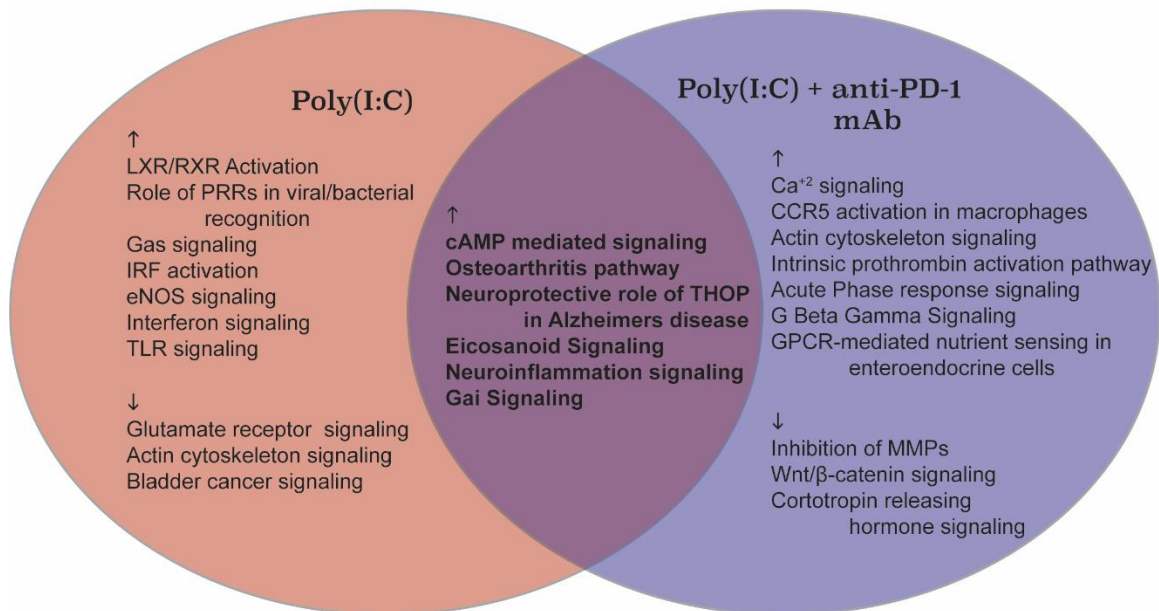 Poly(I:C)
↑
LXR/RXR Activation
Role of PRRs in viral/bacterial
recognition
Gas signaling
IRF activation
eNOS signaling
Interferon signaling
TLR signaling
↓
Glutamate receptor signaling
Actin cytoskeleton signaling
Bladder cancer signaling
↑
cAMP mediated signaling
Osteoarthritis pathway
Neuroprotective role of THOP
in Alzheimers disease
Eicosanoid Signaling
Neuroinflammation signaling
Gai Signaling
Poly(I:C) + anti-PD-1
mAb
↑
Ca⁺² signaling
CCR5 activation in macrophages
Actin cytoskeleton signaling
Intrinsic prothrombin activation pathway
Acute Phase response signaling
G Beta Gamma Signaling
GPCR-mediated nutrient sensing in
enteroendocrine cells
↓
Inhibition of MMPs
Wnt/β-catenin signaling
Cortotropin releasing
hormone signaling